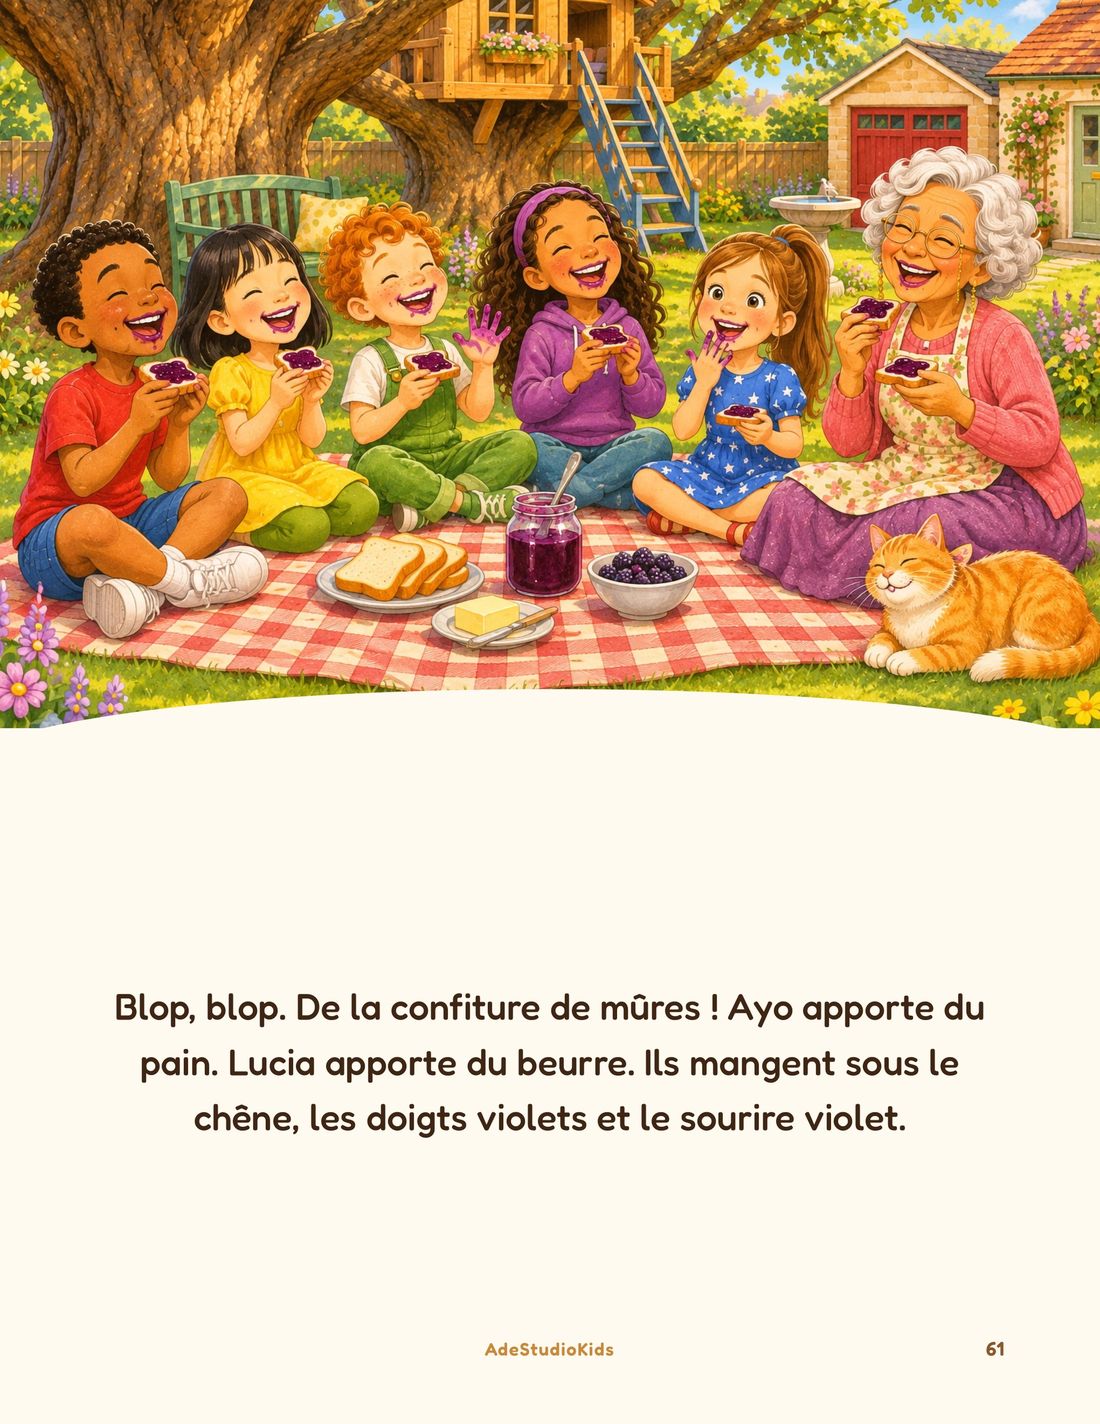 Blop, blop. De la confiture de mûres ! Ayo apporte du
pain. Lucia apporte du beurre. Ils mangent sous le
chêne, les doigts violets et le sourire violet.
AdeStudioKids
61